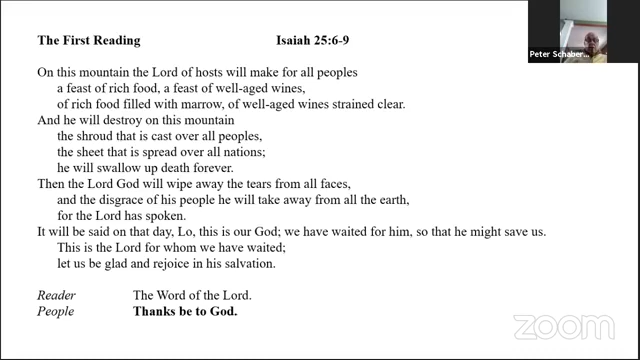 The First Reading Isaiah 25:6-9
Peter Schaber...
On this mountain the Lord of hosts will make for all peoples
a feast of rich food, a feast of well-aged wines,
of rich food filled with marrow, of well-aged wines strained clear.
And he will destroy on this mountain
the shroud that is cast over all peoples,
the sheet that is spread over all nations;
he will swallow up death forever.
Then the Lord God will wipe away the tears from all faces,
and the disgrace of his people he will take away from all the earth,
for the Lord has spoken.
It will be said on that day, Lo, this is our God; we have waited for him, so that he might save us.
This is the Lord for whom we have waited;
let us be glad and rejoice in his salvation.
Reader The Word of the Lord.
People Thanks be to God.
zoom